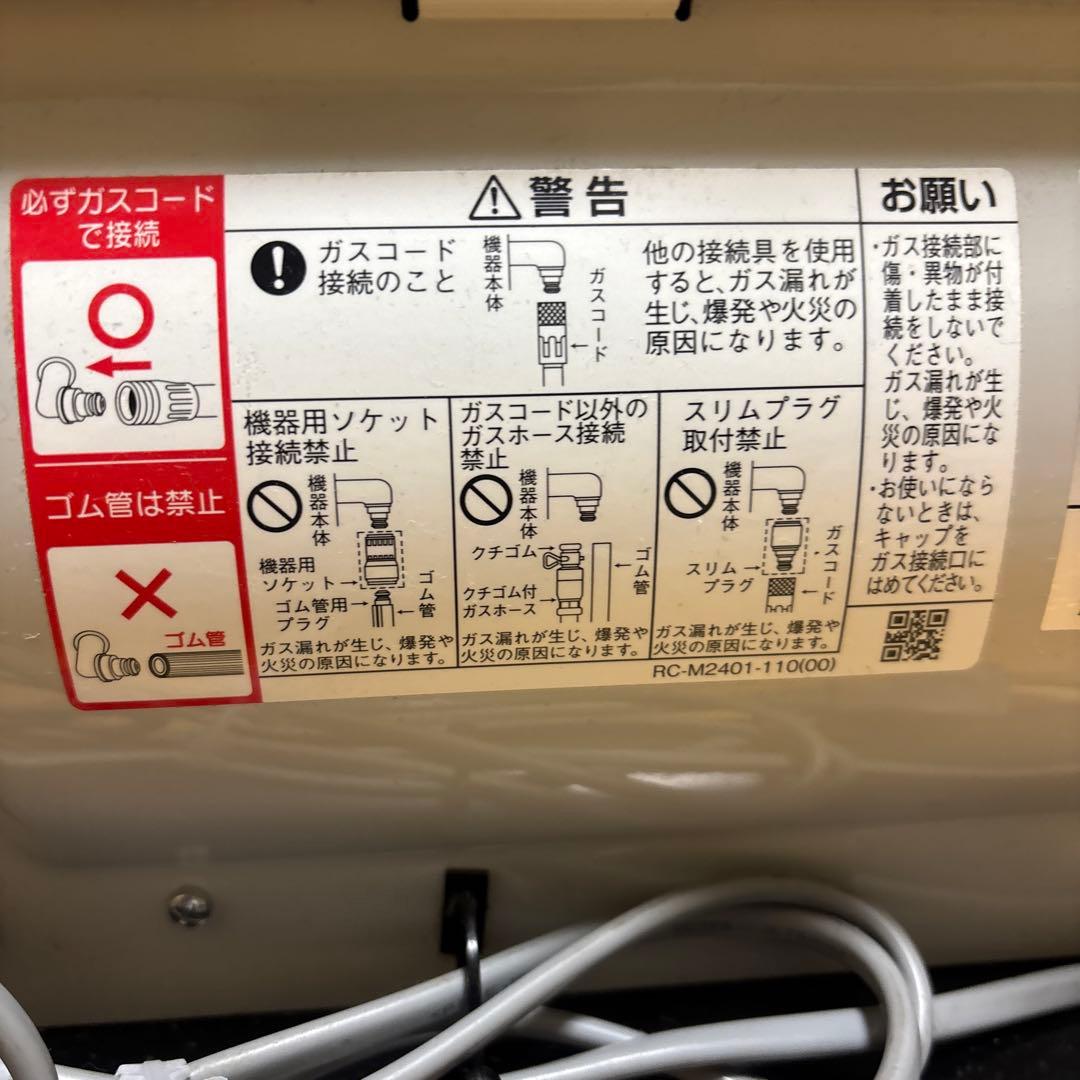 必ずガスコード
で接続
ゴム管は禁止
ゴム管
警告
ガスコード
接続のこと
機器本体
ガスコード
他の接続具を使用
すると、ガス漏れが
生じ、爆発や火災の
原因になります。
機器用ソケット
接続禁止
機器本体
機器用
ソケット
ゴム管用
プラグ
ゴム管
ガス漏れが生じ、爆発や
火災の原因になります。
ガスコード以外の
ガスホース接続
禁止
機器本体
クチゴム
クチゴム付
ガスホース
ゴム管
ガス漏れが生じ、爆発や
火災の原因になります。
スリムプラグ
取付禁止
機器本体
スリム
プラグ
ガスコード
ガス漏れが生じ、爆発や
火災の原因になります。
RC-M2401-110(00)
お願い
・ガス接続部に
傷・異物が付
着したまま接
続をしないで
ください。
ガス漏れが生
じ、爆発や火
災の原因にな
ります。
・お使いになら
ないときは、
キャップを
ガス接続口に
はめてください。